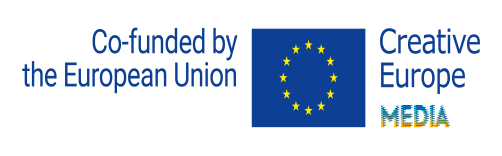 Co-funded by
the European Union
Creative
Europe
MEDIA